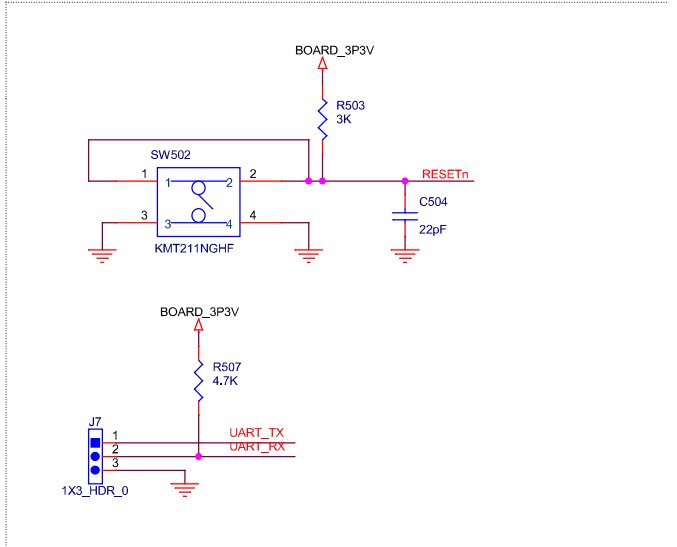 BOARD_3P3V
R503
3K
SW502
1
1
2
2
RESETn
3
3
4
4
C504
22pF
KMT211NGHF
BOARD_3P3V
R507
4.7K
J7
1
UART_TX
2
UART_RX
3
1X3_HDR_0